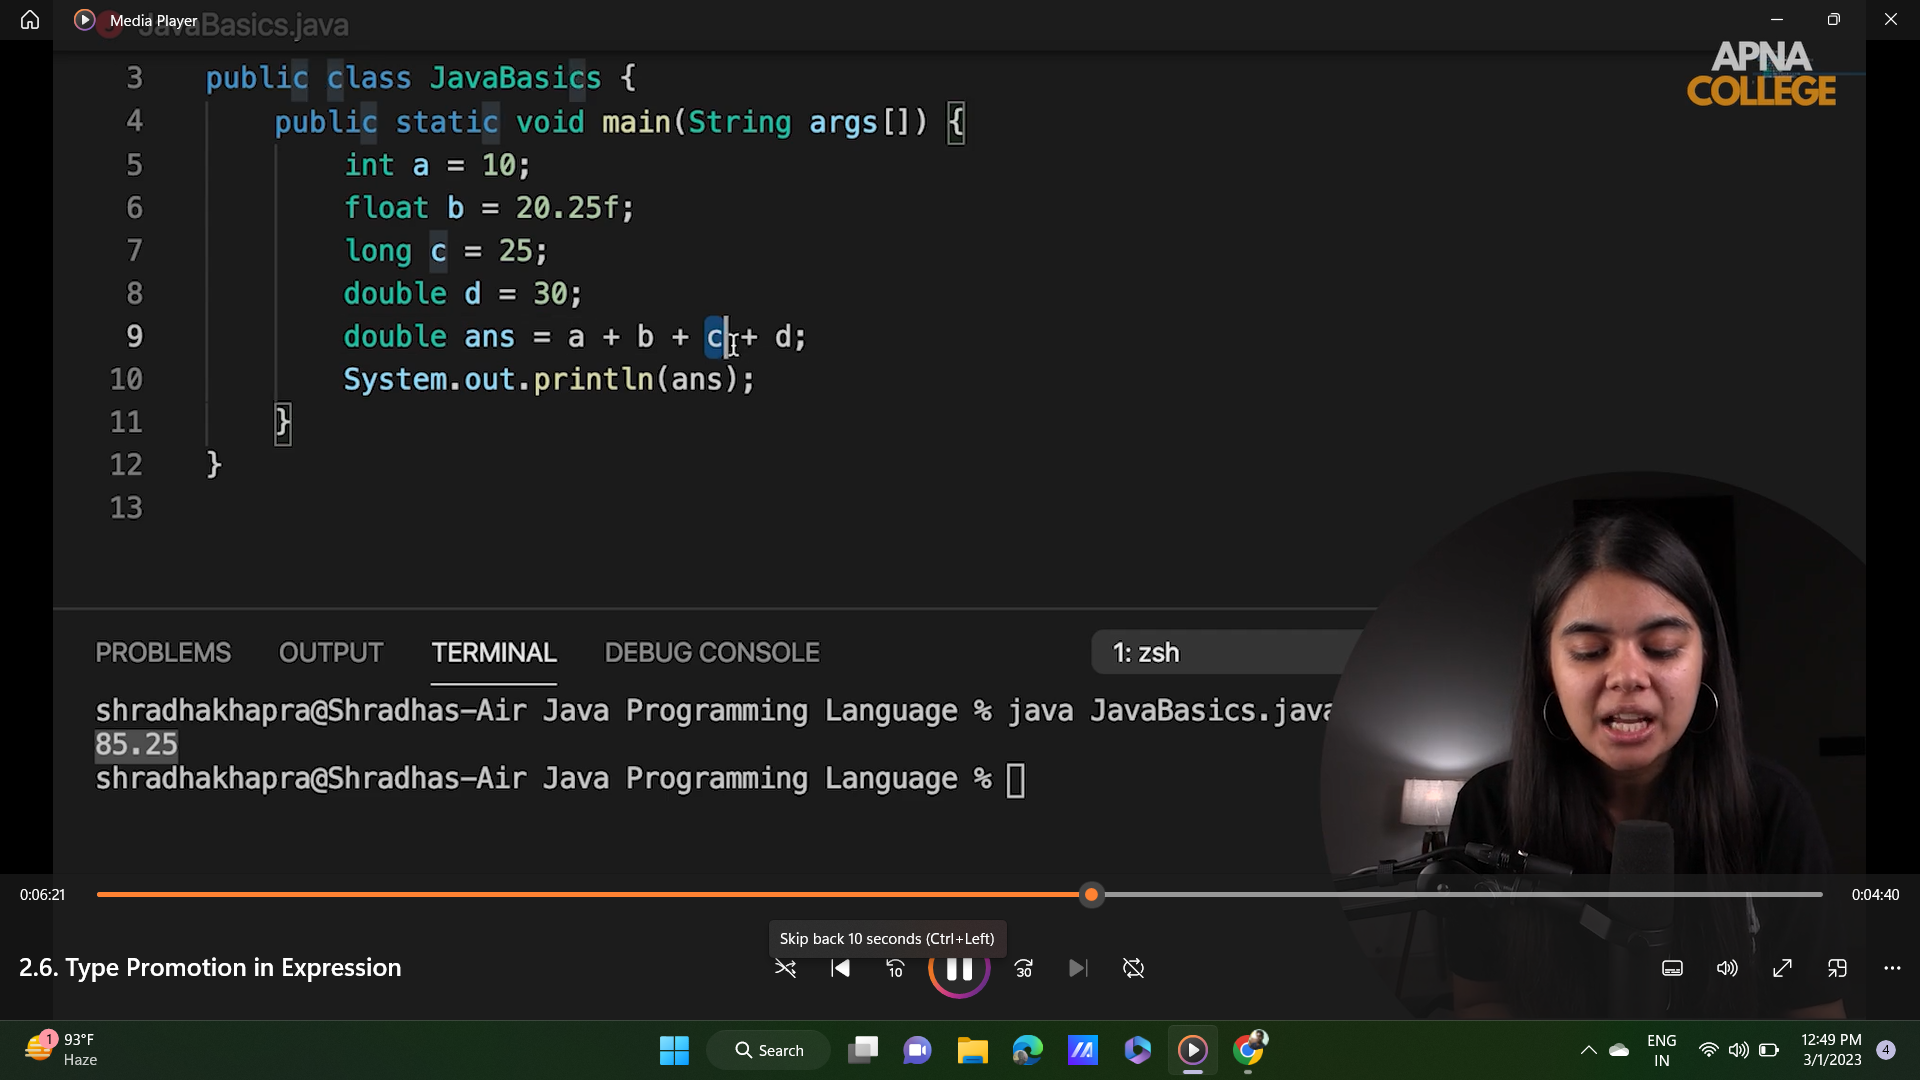 Media Player
JavaBasics.java
APNA
COLLEGE
3 public class JavaBasics {
4 public static void main(String args[]) {
5 int a = 10;
6 float b = 20.25f;
7 long c = 25;
8 double d = 30;
9 double ans = a + b + c + d;
10 System.out.println(ans);
11 }
12 }
13
PROBLEMS OUTPUT TERMINAL DEBUG CONSOLE 1: zsh
shradhakhapra@Shradhas-Air Java Programming Language % java JavaBasics.java
85.25
shradhakhapra@Shradhas-Air Java Programming Language %
0:06:21 0:04:40
Skip back 10 seconds (Ctrl+Left)
2.6. Type Promotion in Expression 10 30
1 93°F
Haze
Search
ENG
IN
12:49 PM
3/1/2023
4